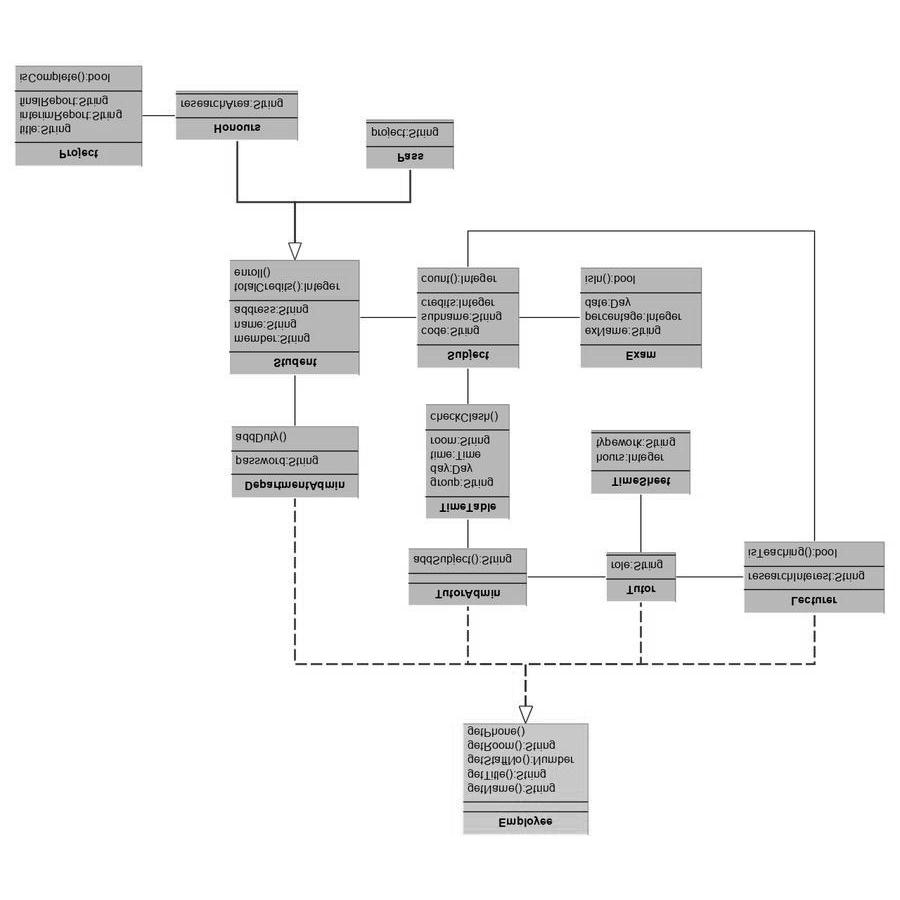 Employee
getName():String
getTitle():String
getStaffNo():Number
getRoom():String
getPhone()
TutorAdmin
addSubject():String
Tutor
role:String
Lecturer
researchInterest:String
isTeaching():bool
DepartmentAdmin
password:String
addDuty()
TimeTable
group:String
day:Day
time:Time
room:String
checkClash()
TimeSheet
hours:Integer
typework:String
Student
member:String
name:String
address:String
totalCredits():Integer
enroll()
Subject
code:String
subname:String
credits:Integer
count():Integer
Exam
exName:String
percentage:Integer
date:Day
isIn():bool
Project
title:String
interimReport:String
finalReport:String
isComplete():bool
Honours
researchArea:String
Pass
project:String